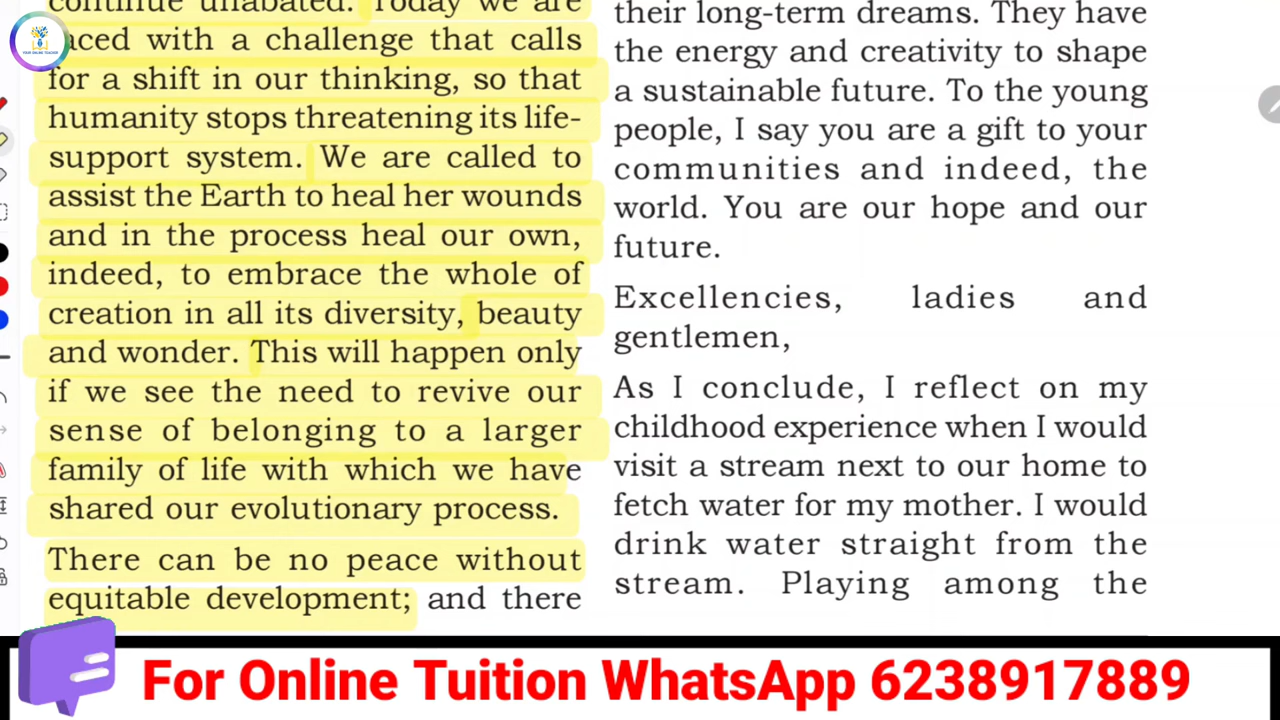 continue unabated. Today we are
faced with a challenge that calls
for a shift in our thinking, so that
humanity stops threatening its life-
support system. We are called to
assist the Earth to heal her wounds
and in the process heal our own,
indeed, to embrace the whole of
creation in all its diversity, beauty
and wonder. This will happen only
if we see the need to revive our
sense of belonging to a larger
family of life with which we have
shared our evolutionary process.
There can be no peace without
equitable development; and there
their long-term dreams. They have
the energy and creativity to shape
a sustainable future. To the young
people, I say you are a gift to your
communities and indeed, the
world. You are our hope and our
future.
Excellencies, ladies and
gentlemen,
As I conclude, I reflect on my
childhood experience when I would
visit a stream next to our home to
fetch water for my mother. I would
drink water straight from the
stream. Playing among the
For Online Tuition WhatsApp 6238917889